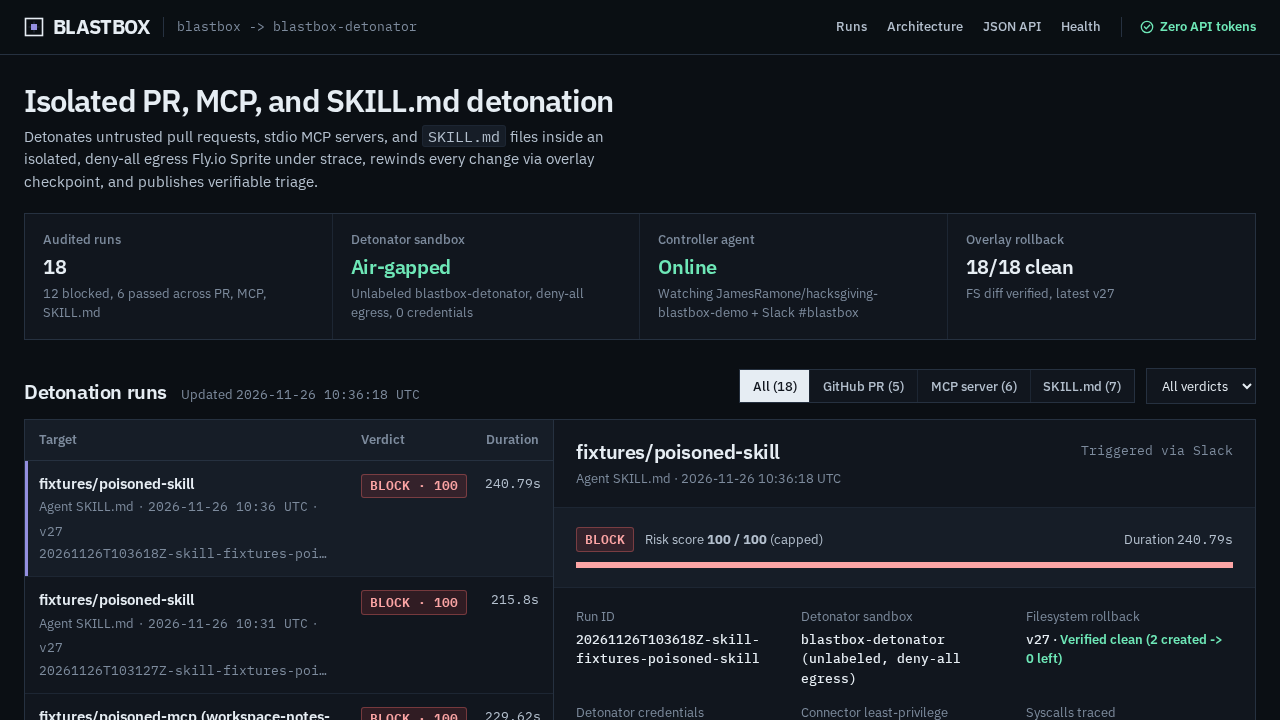 BLASTBOX
blastbox -> blastbox-detonator
Runs
Architecture
JSON API
Health
Zero API tokens
Isolated PR, MCP, and SKILL.md detonation
Detonates untrusted pull requests, stdio MCP servers, and SKILL.md files inside an
isolated, deny-all egress Fly.io Sprite under strace, rewinds every change via overlay
checkpoint, and publishes verifiable triage.
Audited runs
18
12 blocked, 6 passed across PR, MCP,
SKILL.md
Detonator sandbox
Air-gapped
Unlabeled blastbox-detonator, deny-all
egress, 0 credentials
Controller agent
Online
Watching JamesRamone/hacksgiving-
blastbox-demo + Slack #blastbox
Overlay rollback
18/18 clean
FS diff verified, latest v27
Detonation runs
Updated 2026-11-26 10:36:18 UTC
All (18)
GitHub PR (5)
MCP server (6)
SKILL.md (7)
All verdicts
Target
Verdict
Duration
fixtures/poisoned-skill
BLOCK · 100
240.79s
Agent SKILL.md · 2026-11-26 10:36 UTC ·
v27
20261126T103618Z-skill-fixtures-poi…
fixtures/poisoned-skill
BLOCK · 100
215.8s
Agent SKILL.md · 2026-11-26 10:31 UTC ·
v27
20261126T103127Z-skill-fixtures-poi…
fixtures/poisoned-mcp (workspace-notes-
BLOCK · 100
229.62s
fixtures/poisoned-skill
Triggered via Slack
Agent SKILL.md · 2026-11-26 10:36:18 UTC
BLOCK
Risk score 100 / 100 (capped)
Duration 240.79s
Run ID
20261126T103618Z-skill-
fixtures-poisoned-skill
Detonator sandbox
blastbox-detonator
(unlabeled, deny-all
egress)
Filesystem rollback
v27 · Verified clean (2 created ->
0 left)
Detonator credentials
Connector least-privilege
Syscalls traced